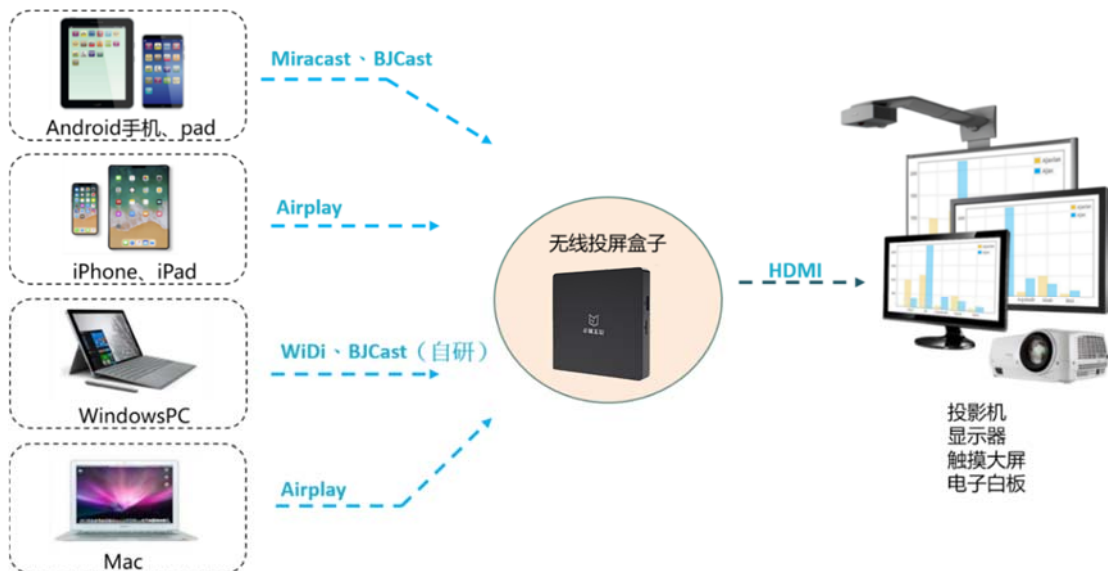 Miracast、BJCast
Android手机、pad
Airplay
iPhone、iPad
无线投屏盒子
HDMI
WiDi、BJCast（自研）
WindowsPC
投影机
显示器
触摸大屏
电子白板
Airplay
Mac